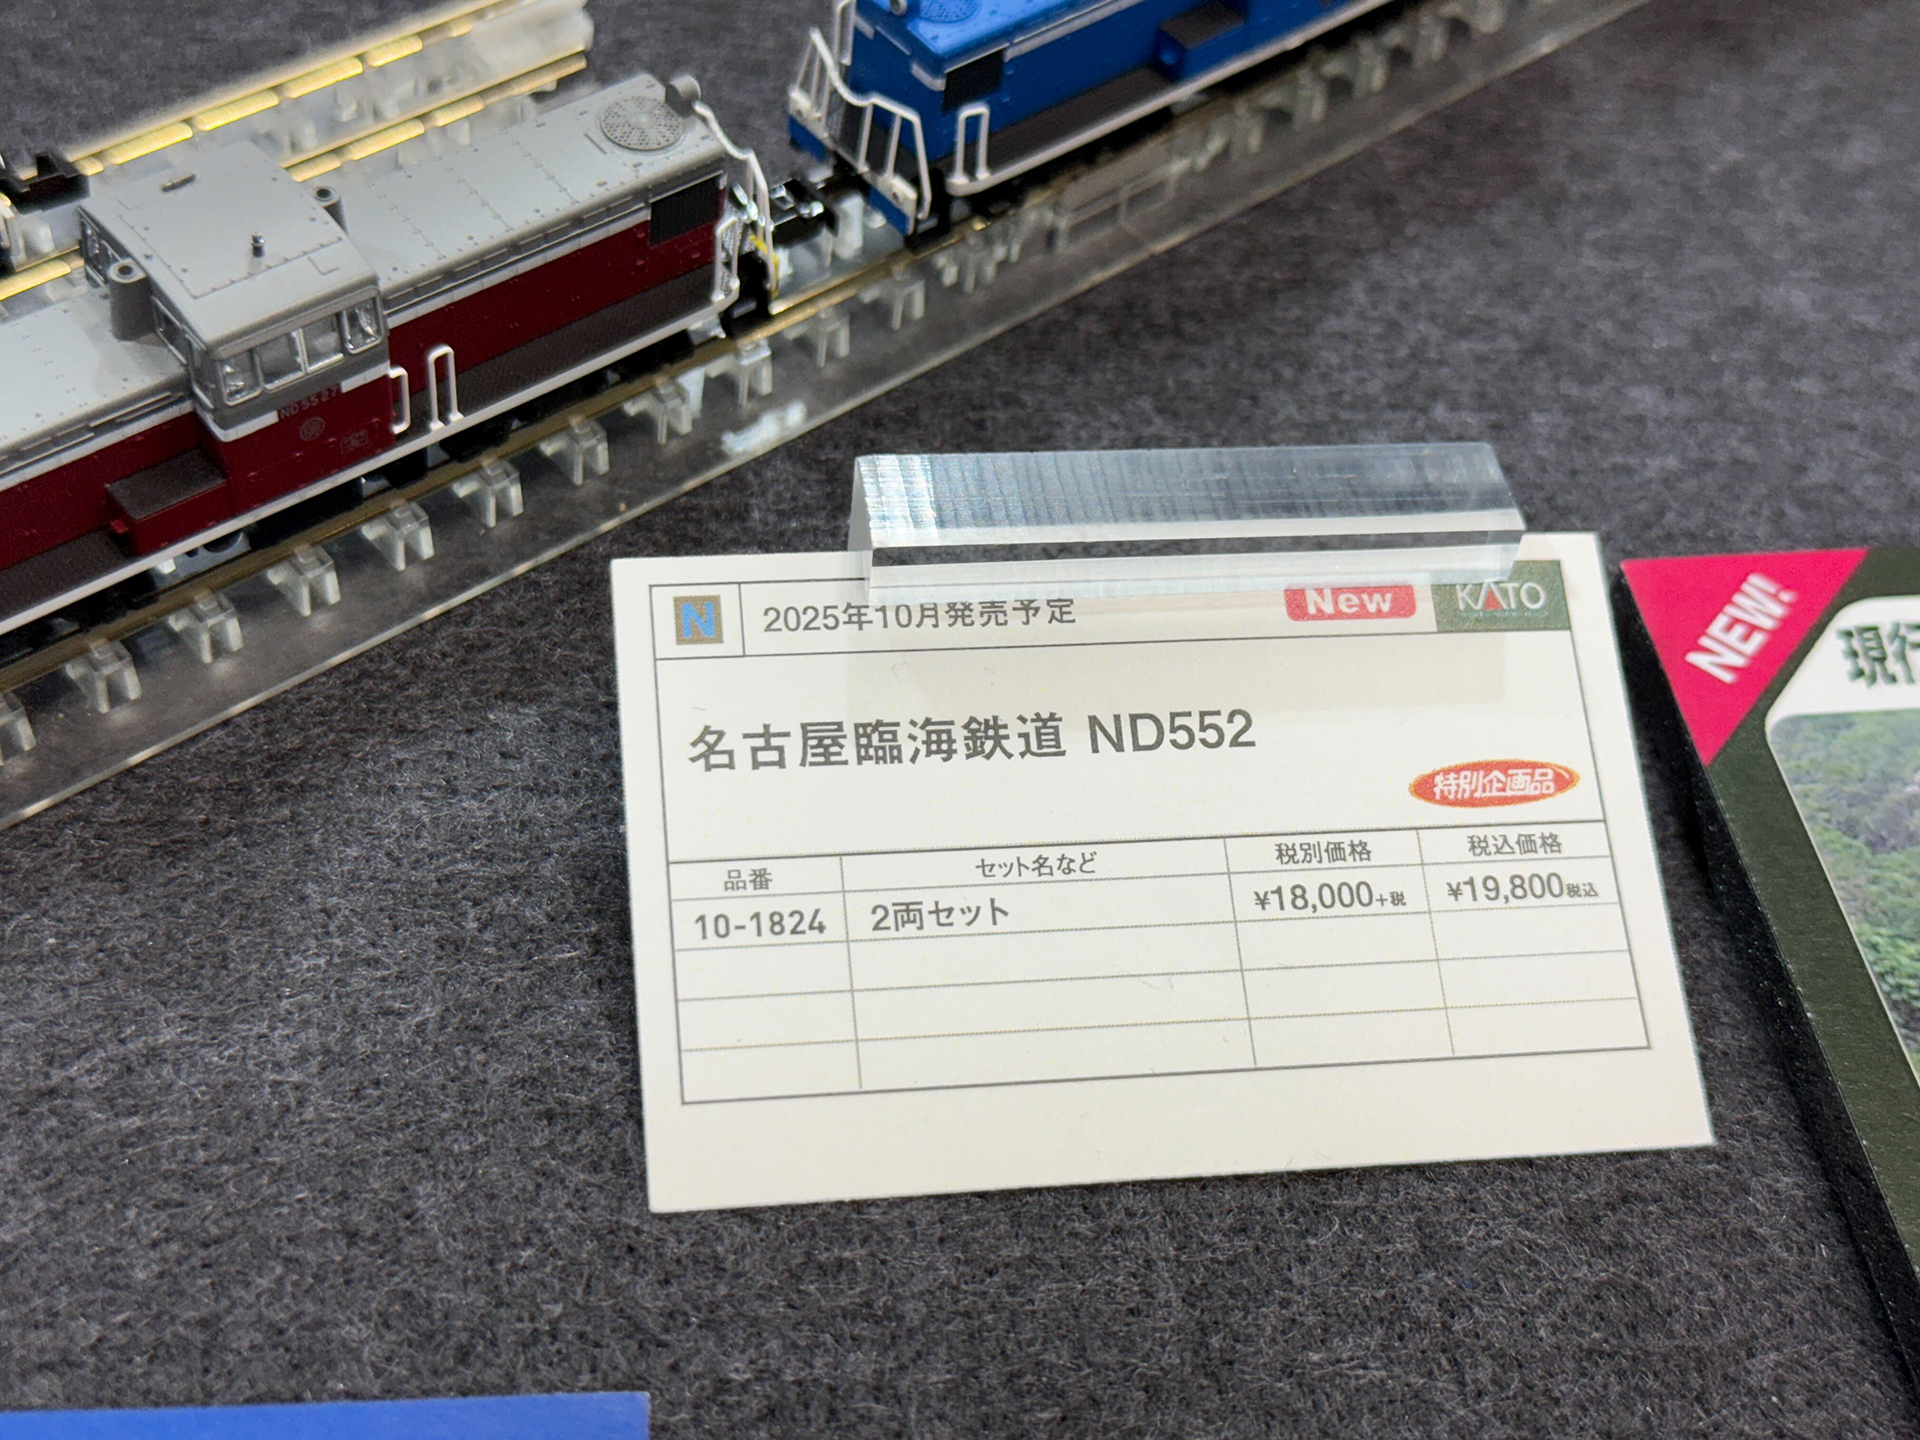 ND5527
N 2025年10月発売予定 New KATO
名古屋臨海鉄道 ND552
特別企画品
品番 セット名など 税別価格 税込価格
10-1824 2両セット ¥18,000+税 ¥19,800税込
NEW!
現行